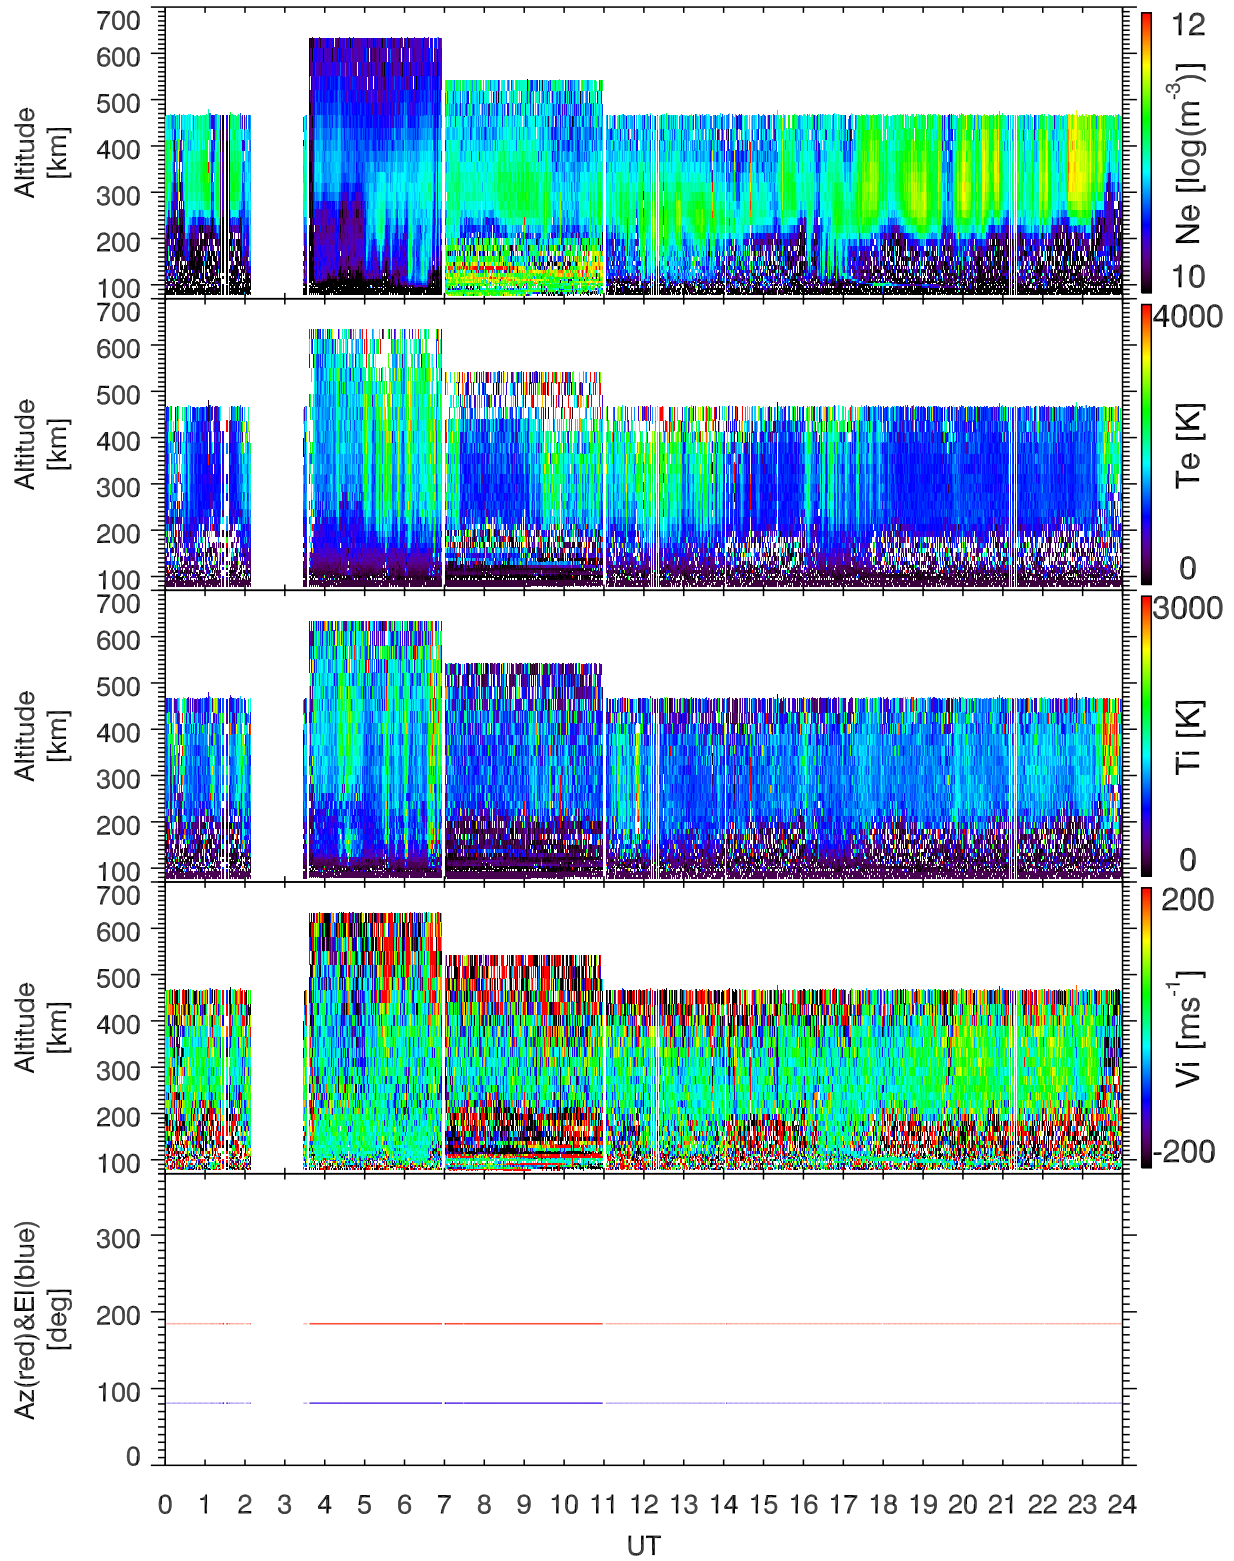 700
600
500
400
300
200
100
Altitude
[km]
12
10
Ne [log(m⁻³)]
700
600
500
400
300
200
100
Altitude
[km]
4000
0
Te [K]
700
600
500
400
300
200
100
Altitude
[km]
3000
0
Ti [K]
700
600
500
400
300
200
100
Altitude
[km]
200
-200
Vi [ms⁻¹]
300
200
100
0
Az(red)&El(blue)
[deg]
0 1 2 3 4 5 6 7 8 9 10 11 12 13 14 15 16 17 18 19 20 21 22 23 24
UT